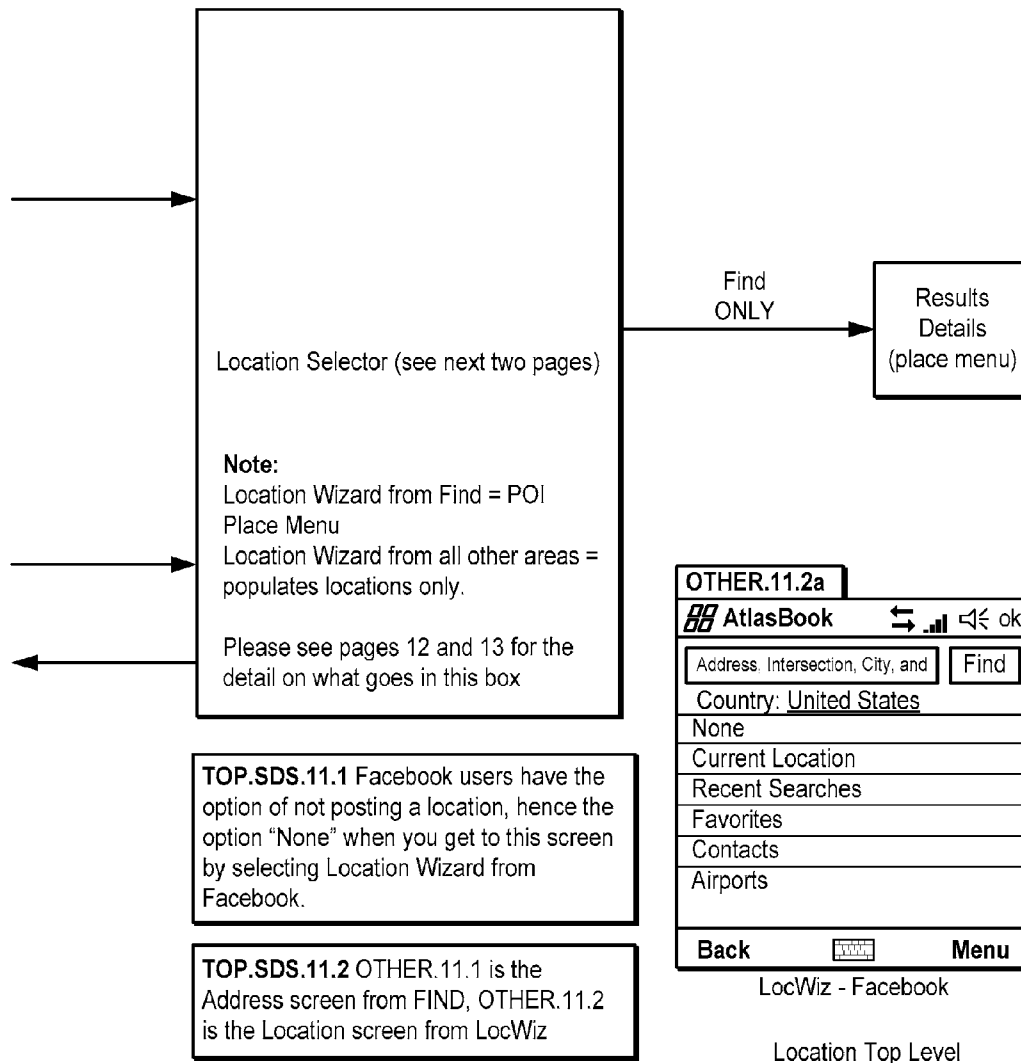 Location Selector (see next two pages)
Note:
Location Wizard from Find = POI
Place Menu
Location Wizard from all other areas =
populates locations only.
Please see pages 12 and 13 for the
detail on what goes in this box
Find
ONLY
Results
Details
(place menu)
TOP.SDS.11.1 Facebook users have the
option of not posting a location, hence the
option “None” when you get to this screen
by selecting Location Wizard from
Facebook.
TOP.SDS.11.2 OTHER.11.1 is the
Address screen from FIND, OTHER.11.2
is the Location screen from LocWiz
OTHER.11.2a
AtlasBook ok
Address, Intersection, City, and Find
Country: United States
None
Current Location
Recent Searches
Favorites
Contacts
Airports
Back Menu
LocWiz - Facebook
Location Top Level